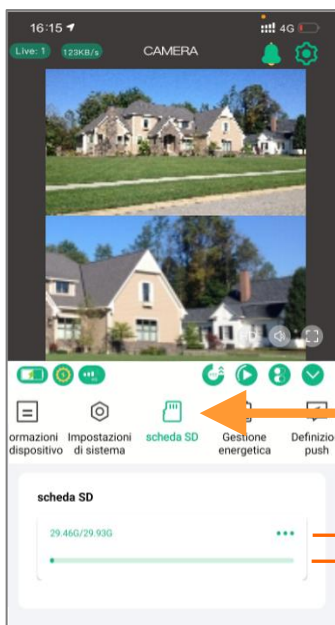 16:15
4G
Live: 1
123KB/s
CAMERA
ormazioni
dispositivo
Impostazioni
di sistema
scheda SD
Gestione
energetica
Definizio
push
scheda SD
29.46G/29.93G